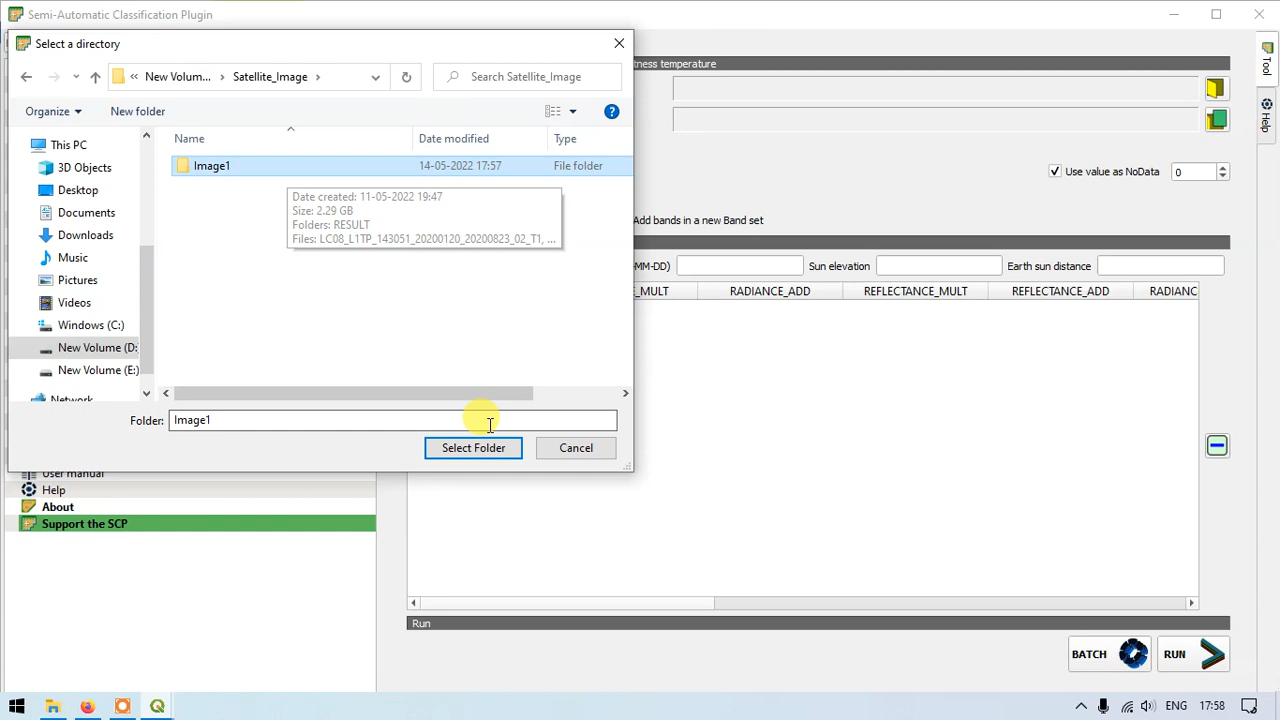 Semi-Automatic Classification Plugin
Select a directory
New Volum...
Satellite_Image
Search Satellite_Image
Organize
New folder
Name
Date modified
Type
This PC
3D Objects
Desktop
Documents
Downloads
Music
Pictures
Videos
Windows (C:)
New Volume (D:
New Volume (E:)
Network
Image1
14-05-2022 17:57
File folder
Date created: 11-05-2022 19:47
Size: 2.29 GB
Folders: RESULT
Files: LC08_L1TP_143051_20200120_20200823_02_T1, ...
Folder:
Image1
Select Folder
Cancel
User manual
Help
About
Support the SCP
tness temperature
Use value as NoData
0
Add bands in a new Band set
-MM-DD)
Sun elevation
Earth sun distance
E_MULT
RADIANCE_ADD
REFLECTANCE_MULT
REFLECTANCE_ADD
RADIANC
Run
BATCH
RUN
Tool
Help
ENG
17:58